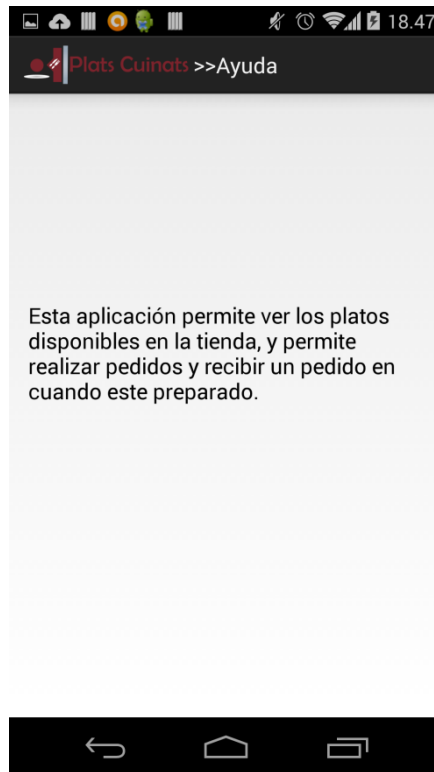 18.47
Plats Cuinats >>Ayuda
Esta aplicación permite ver los platos
disponibles en la tienda, y permite
realizar pedidos y recibir un pedido en
cuando este preparado.